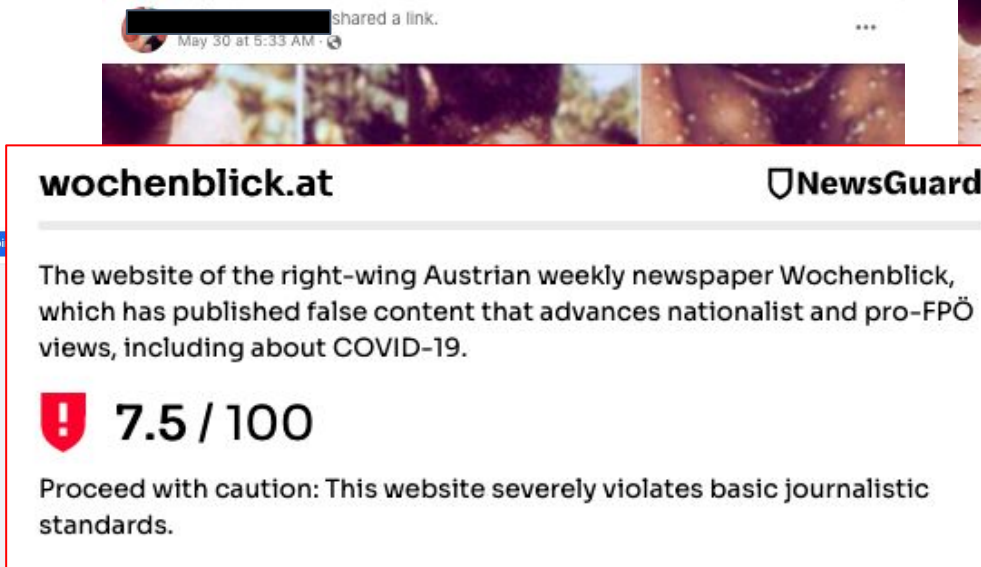 shared a link.
May 30 at 5:33 AM ·
wochenblick.at
NewsGuard
The website of the right-wing Austrian weekly newspaper Wochenblick,
which has published false content that advances nationalist and pro-FPÖ
views, including about COVID-19.
7.5 / 100
Proceed with caution: This website severely violates basic journalistic
standards.